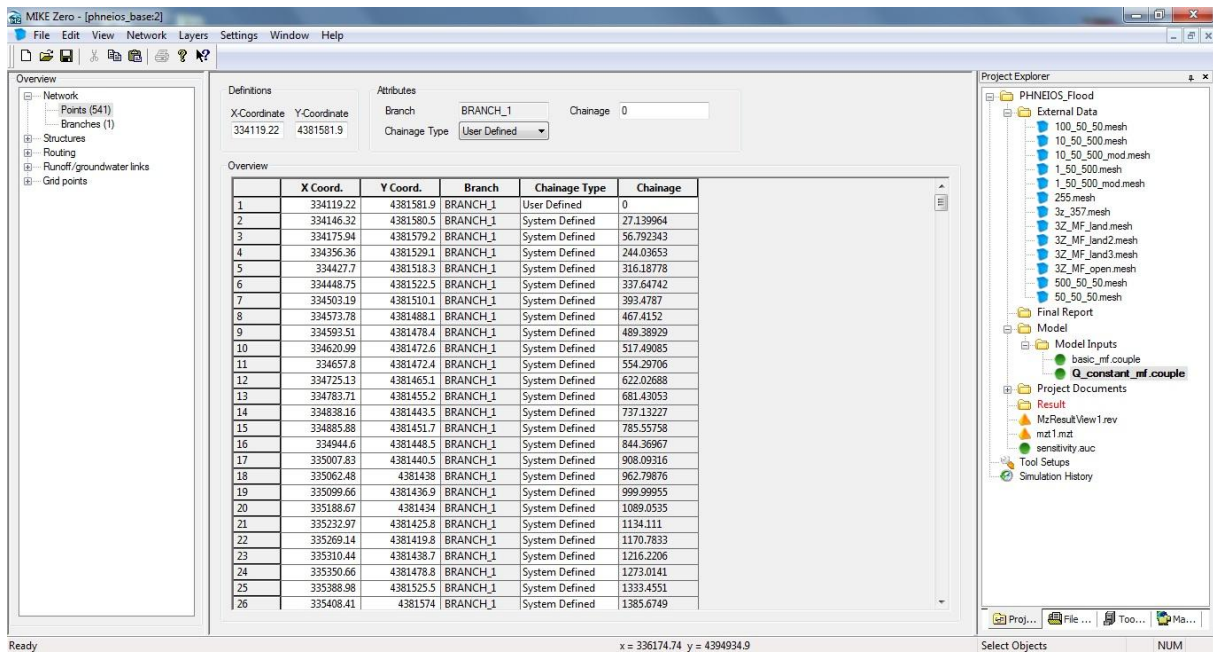 MIKE Zero - [phneios_base:2]
File Edit View Network Layers Settings Window Help
Overview
Network
Points (541)
Branches (1)
Structures
Routing
Runoff/groundwater links
Grid points
Definitions
X-Coordinate Y-Coordinate
334119.22 4381581.9
Attributes
Branch BRANCH_1 Chainage 0
Chainage Type User Defined
Overview
X Coord. Y Coord. Branch Chainage Type Chainage
1 334119.22 4381581.9 BRANCH_1 User Defined 0
2 334146.32 4381580.5 BRANCH_1 System Defined 27.139964
3 334175.94 4381579.2 BRANCH_1 System Defined 56.792343
4 334356.36 4381529.1 BRANCH_1 System Defined 244.03653
5 334427.7 4381518.3 BRANCH_1 System Defined 316.18778
6 334448.75 4381522.5 BRANCH_1 System Defined 337.64742
7 334503.19 4381510.1 BRANCH_1 System Defined 393.4787
8 334573.78 4381488.1 BRANCH_1 System Defined 467.4152
9 334593.51 4381478.4 BRANCH_1 System Defined 489.38929
10 334620.99 4381472.6 BRANCH_1 System Defined 517.49085
11 334657.8 4381472.4 BRANCH_1 System Defined 554.29706
12 334725.13 4381465.1 BRANCH_1 System Defined 622.02688
13 334783.71 4381455.2 BRANCH_1 System Defined 681.43053
14 334838.16 4381443.5 BRANCH_1 System Defined 737.13227
15 334885.88 4381451.7 BRANCH_1 System Defined 785.55758
16 334944.6 4381448.5 BRANCH_1 System Defined 844.36967
17 335007.83 4381440.5 BRANCH_1 System Defined 908.09316
18 335062.48 4381438 BRANCH_1 System Defined 962.79876
19 335099.66 4381436.9 BRANCH_1 System Defined 999.99955
20 335188.67 4381434 BRANCH_1 System Defined 1089.0535
21 335232.97 4381425.8 BRANCH_1 System Defined 1134.111
22 335269.14 4381419.8 BRANCH_1 System Defined 1170.7833
23 335310.44 4381438.7 BRANCH_1 System Defined 1216.2206
24 335350.66 4381478.8 BRANCH_1 System Defined 1273.0141
25 335388.98 4381525.5 BRANCH_1 System Defined 1333.4551
26 335408.41 4381574 BRANCH_1 System Defined 1385.6749
Project Explorer
PHNEIOS_Flood
External Data
100_50_50.mesh
10_50_500.mesh
10_50_500_mod.mesh
1_50_500.mesh
1_50_500_mod.mesh
255.mesh
3z_357.mesh
3Z_MF_land.mesh
3Z_MF_land2.mesh
3Z_MF_land3.mesh
3Z_MF_open.mesh
500_50_50.mesh
50_50_50.mesh
Final Report
Model
Model Inputs
basic_mf.couple
Q_constant_mf.couple
Project Documents
Result
MzResultView1.rev
mzt1.mzt
sensitivity.auc
Tool Setups
Simulation History
Proj... File ... Too... Ma...
Ready x = 336174.74 y = 4394934.9 Select Objects NUM